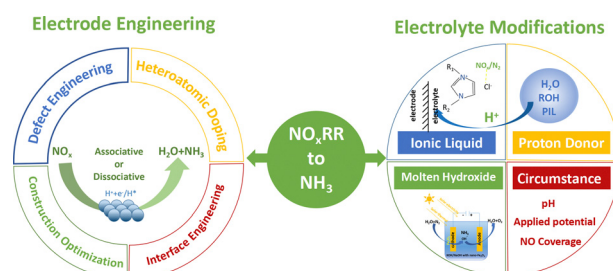 Electrode Engineering
Defect Engineering
Heteroatomic Doping
NOₓ
Associative
or
Dissociative
H₂O+NH₃
H⁺+e⁻/H*
Construction Optimization
Interface Engineering
NOₓRR
to
NH₃
Electrolyte Modifications
electrode
electrolyte
R₁
R₂
NOₓ/N₂
Cl⁻
H⁺
H₂O
ROH
PIL
Ionic Liquid
Proton Donor
Molten Hydroxide
NH₃
Circumstance
pH
Applied potential
NO Coverage